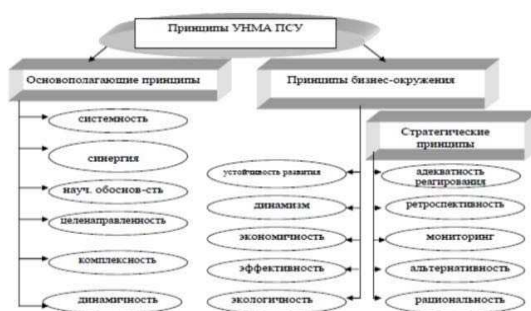 Принципы УНМА ПСУ
Основополагающие принципы
системность
синергия
науч. обоснов-сть
целенаправленность
комплексность
динамичность
Принципы бизнес-окружения
устойчивость развития
динамизм
экономичность
эффективность
экологичность
Стратегические
принципы
адекватность
реагирования
ретроспективность
мониторинг
альтернативность
рациональность